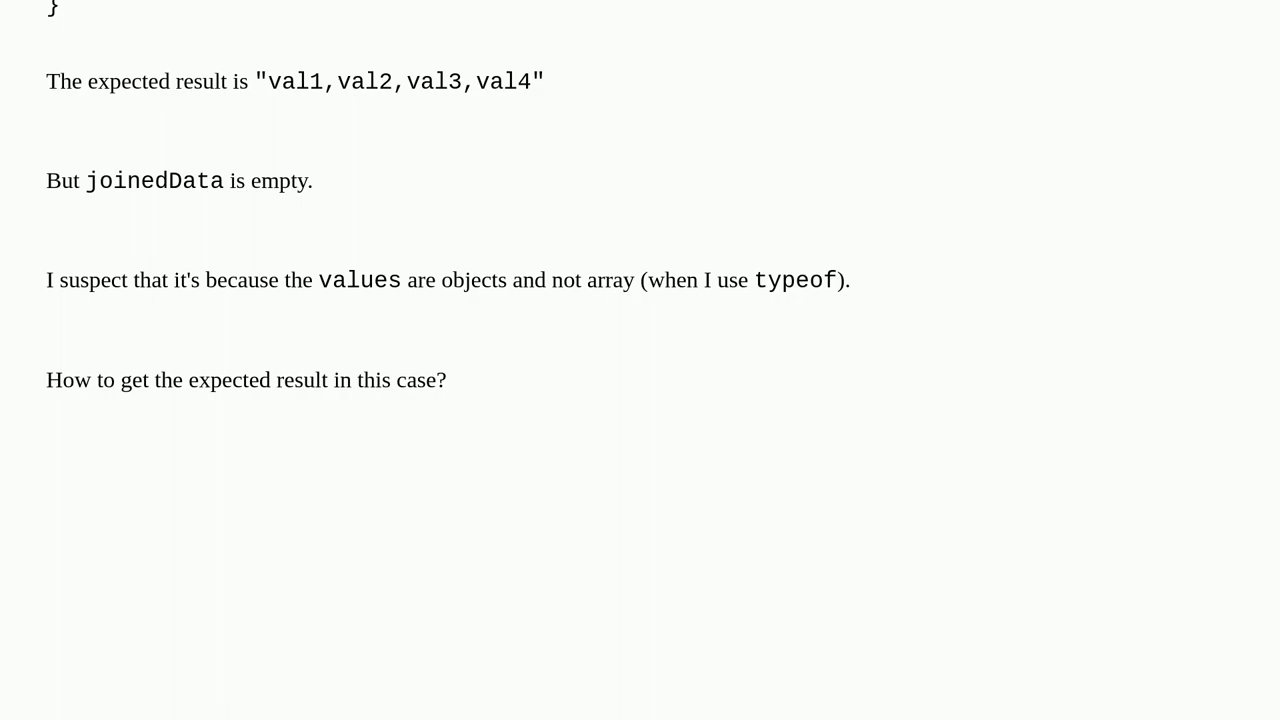 }
The expected result is "val1,val2,val3,val4"
But joinedData is empty.
I suspect that it's because the values are objects and not array (when I use typeof).
How to get the expected result in this case?